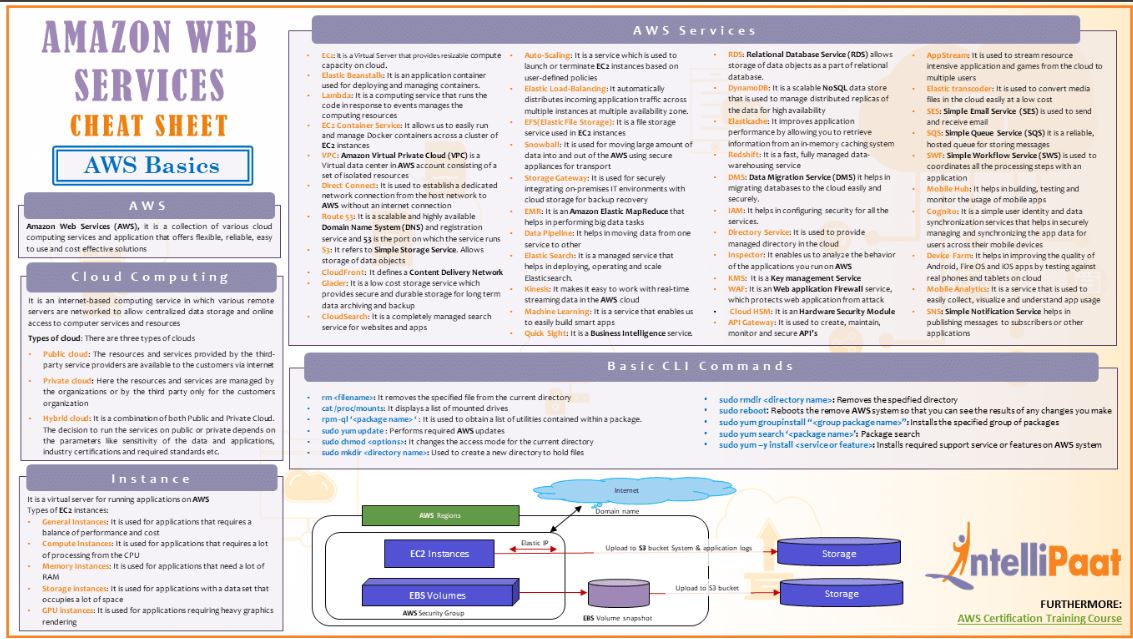 AMAZON WEB
SERVICES
CHEAT SHEET
AWS Basics
AWS
Amazon Web Services (AWS), it is a collection of various cloud
computing services and application that offers flexible, reliable, easy
to use and cost effective solutions
Cloud Computing
It is an internet-based computing service in which various remote
servers are networked to allow centralized data storage and online
access to computer services and resources
Types of cloud: There are three types of clouds
• Public cloud: The resources and services provided by the third-
party service providers are available to the customers via internet
• Private cloud: Here the resources and services are managed by
the organizations or by the third party only for the customers
organization
• Hybrid cloud: It is a combination of both Public and Private Cloud.
The decision to run the services on public or private depends on
the parameters like sensitivity of the data and applications,
industry certifications and required standards etc.
Instance
It is a virtual server for running applications on AWS
Types of EC2 instances:
• General Instances: It is used for applications that requires a
balance of performance and cost
• Compute Instances: It is used for applications that requires a lot
of processing from the CPU
• Memory Instances: It is used for applications that need a lot of
RAM
• Storage instances: It is used for applications with a data set that
occupies a lot of space
• GPU instances: It is used for applications requiring heavy graphics
rendering
AWS Services
• EC2: It is a Virtual Server that provides resizable compute
capacity on cloud.
• Elastic Beanstalk: It is an application container
used for deploying and managing containers.
• Lambda: It is a computing service that runs the
code in response to events manages the
computing resources
• EC2 Container Service: It allows us to easily run
and manage Docker containers across a cluster of
EC2 instances
• VPC: Amazon Virtual Private Cloud (VPC) is a
Virtual data center in AWS account consisting of a
set of isolated resources
• Direct Connect: It is used to establish a dedicated
network connection from the host network to
AWS without an internet connection
• Route 53: It is a scalable and highly available
Domain Name System (DNS) and registration
service and 53 is the port on which the service runs
• S3: It refers to Simple Storage Service. Allows
storage of data objects
• CloudFront: It defines a Content Delivery Network
• Glacier: It is a low cost storage service which
provides secure and durable storage for long term
data archiving and backup
• CloudSearch: It is a completely managed search
service for websites and apps
• Auto-Scaling: It is a service which is used to
launch or terminate EC2 instances based on
user-defined policies
• Elastic Load-Balancing: It automatically
distributes incoming application traffic across
multiple instances at multiple availability zone.
• EFS(Elastic File Storage): It is a file storage
service used in EC2 instances
• Snowball: It is used for moving large amount of
data into and out of the AWS using secure
appliances for transport
• Storage Gateway: It is used for securely
integrating on-premises IT environments with
cloud storage for backup recovery
• EMR: It is an Amazon Elastic MapReduce that
helps in performing big data tasks
• Data Pipeline: It helps in moving data from one
service to other
• Elastic Search: It is a managed service that
helps in deploying, operating and scale
Elasticsearch.
• Kinesis: It makes it easy to work with real-time
streaming data in the AWS cloud
• Machine Learning: It is a service that enables us
to easily build smart apps
• Quick Sight: It is a Business Intelligence service.
• RDS: Relational Database Service (RDS) allows
storage of data objects as a part of relational
database.
• DynamoDB: It is a scalable NoSQL data store
that is used to manage distributed replicas of
the data for high availability
• Elasticache: It improves application
performance by allowing you to retrieve
information from an in-memory caching system
• Redshift: It is a fast, fully managed data-
warehousing service
• DMS: Data Migration Service (DMS) it helps in
migrating databases to the cloud easily and
securely.
• IAM: It helps in configuring security for all the
services.
• Directory Service: It is used to provide
managed directory in the cloud
• Inspector: It enables us to analyze the behavior
of the applications you run on AWS
• KMS: It is a Key management Service
• WAF: It is an Web application Firewall service,
which protects web application from attack
• Cloud HSM: It is an Hardware Security Module
• API Gateway: It is used to create, maintain,
monitor and secure API's
• AppStream: It is used to stream resource
intensive application and games from the cloud to
multiple users
• Elastic transcoder: It is used to convert media
files in the cloud easily at a low cost
• SES: Simple Email Service (SES) is used to send
and receive email
• SQS: Simple Queue Service (SQS) it is a reliable,
hosted queue for storing messages
• SWF: Simple Workflow Service (SWS) is used to
coordinates all the processing steps with an
application
• Mobile Hub: It helps in building, testing and
monitor the usage of mobile apps
• Cognito: It is a simple user identity and data
synchronization services that helps in securely
managing and synchronizing the app data for
users across their mobile devices
• Device Farm: It helps in improving the quality of
Android, Fire OS and iOS apps by testing against
real phones and tablets on cloud
• Mobile Analytics: It is a service that is used to
easily collect, visualize and understand app usage
• SNS: Simple Notification Service helps in
publishing messages to subscribers or other
applications
Basic CLI Commands
• rm <filename>: It removes the specified file from the current directory
• cat /proc/mounts: It displays a list of mounted drives
• rpm-ql '<package name>' : It is used to obtain a list of utilities contained within a package.
• sudo yum update : Performs required AWS updates
• sudo chmod <options>: It changes the access mode for the current directory
• sudo mkdir <directory name>: Used to create a new directory to hold files
• sudo rmdir <directory name>: Removes the specified directory
• sudo reboot: Reboots the remove AWS system so that you can see the results of any changes you make
• sudo yum groupinstall "<group package name>": Installs the specified group of packages
• sudo yum search '<package name>': Package search
• sudo yum –y install <service or feature>: Installs required support service or features on AWS system
Internet
Domain name
AWS Regions
Elastic IP
EC2 Instances
Upload to S3 bucket System & application logs
Storage
EBS Volumes
Upload to S3 bucket
Storage
AWS Security Group
EBS Volume snapshot
IntelliPaat
FURTHERMORE:
AWS Certification Training Course